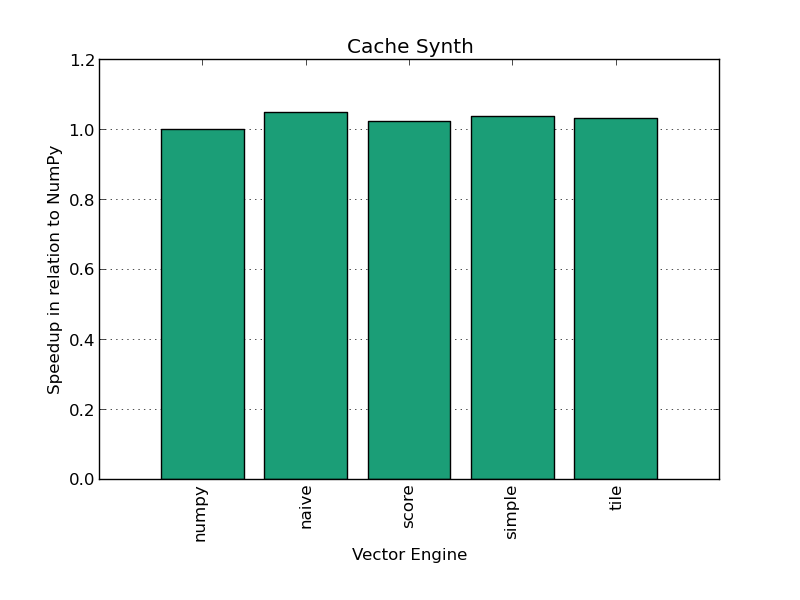 Cache Synth
Speedup in relation to NumPy
1.2
1.0
0.8
0.6
0.4
0.2
0.0
numpy
naive
score
simple
tile
Vector Engine